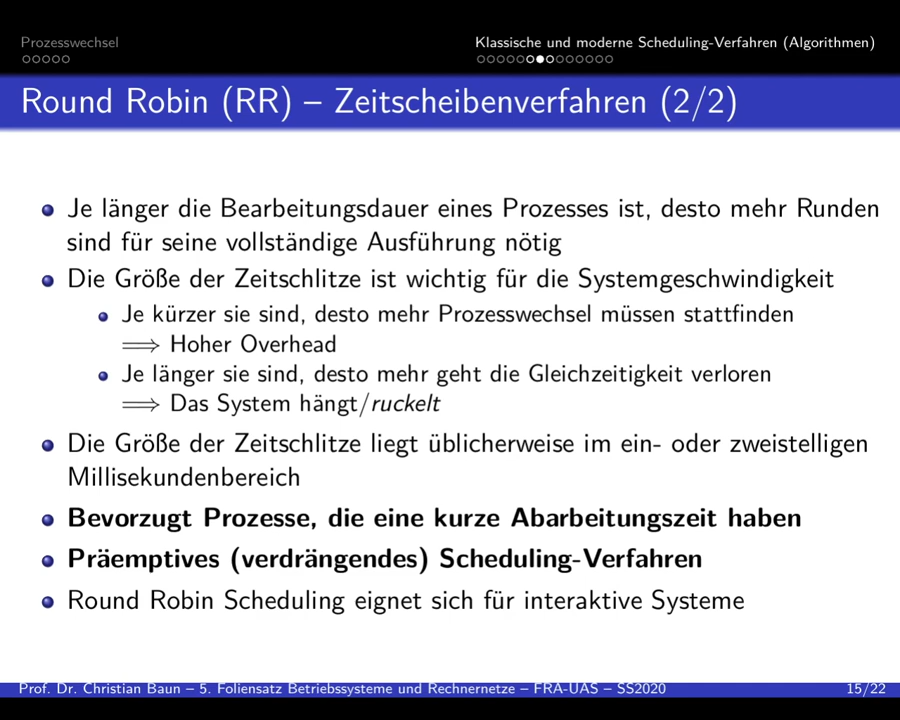 Prozesswechsel
Klassische und moderne Scheduling-Verfahren (Algorithmen)
Round Robin (RR) – Zeitscheibenverfahren (2/2)
Je länger die Bearbeitungsdauer eines Prozesses ist, desto mehr Runden
sind für seine vollständige Ausführung nötig
Die Größe der Zeitschlitze ist wichtig für die Systemgeschwindigkeit
Je kürzer sie sind, desto mehr Prozesswechsel müssen stattfinden
⟹ Hoher Overhead
Je länger sie sind, desto mehr geht die Gleichzeitigkeit verloren
⟹ Das System hängt/ruckelt
Die Größe der Zeitschlitze liegt üblicherweise im ein- oder zweistelligen
Millisekundenbereich
Bevorzugt Prozesse, die eine kurze Abarbeitungszeit haben
Präemptives (verdrängendes) Scheduling-Verfahren
Round Robin Scheduling eignet sich für interaktive Systeme
Prof. Dr. Christian Baun – 5. Foliensatz Betriebssysteme und Rechnernetze – FRA-UAS – SS2020
15/22